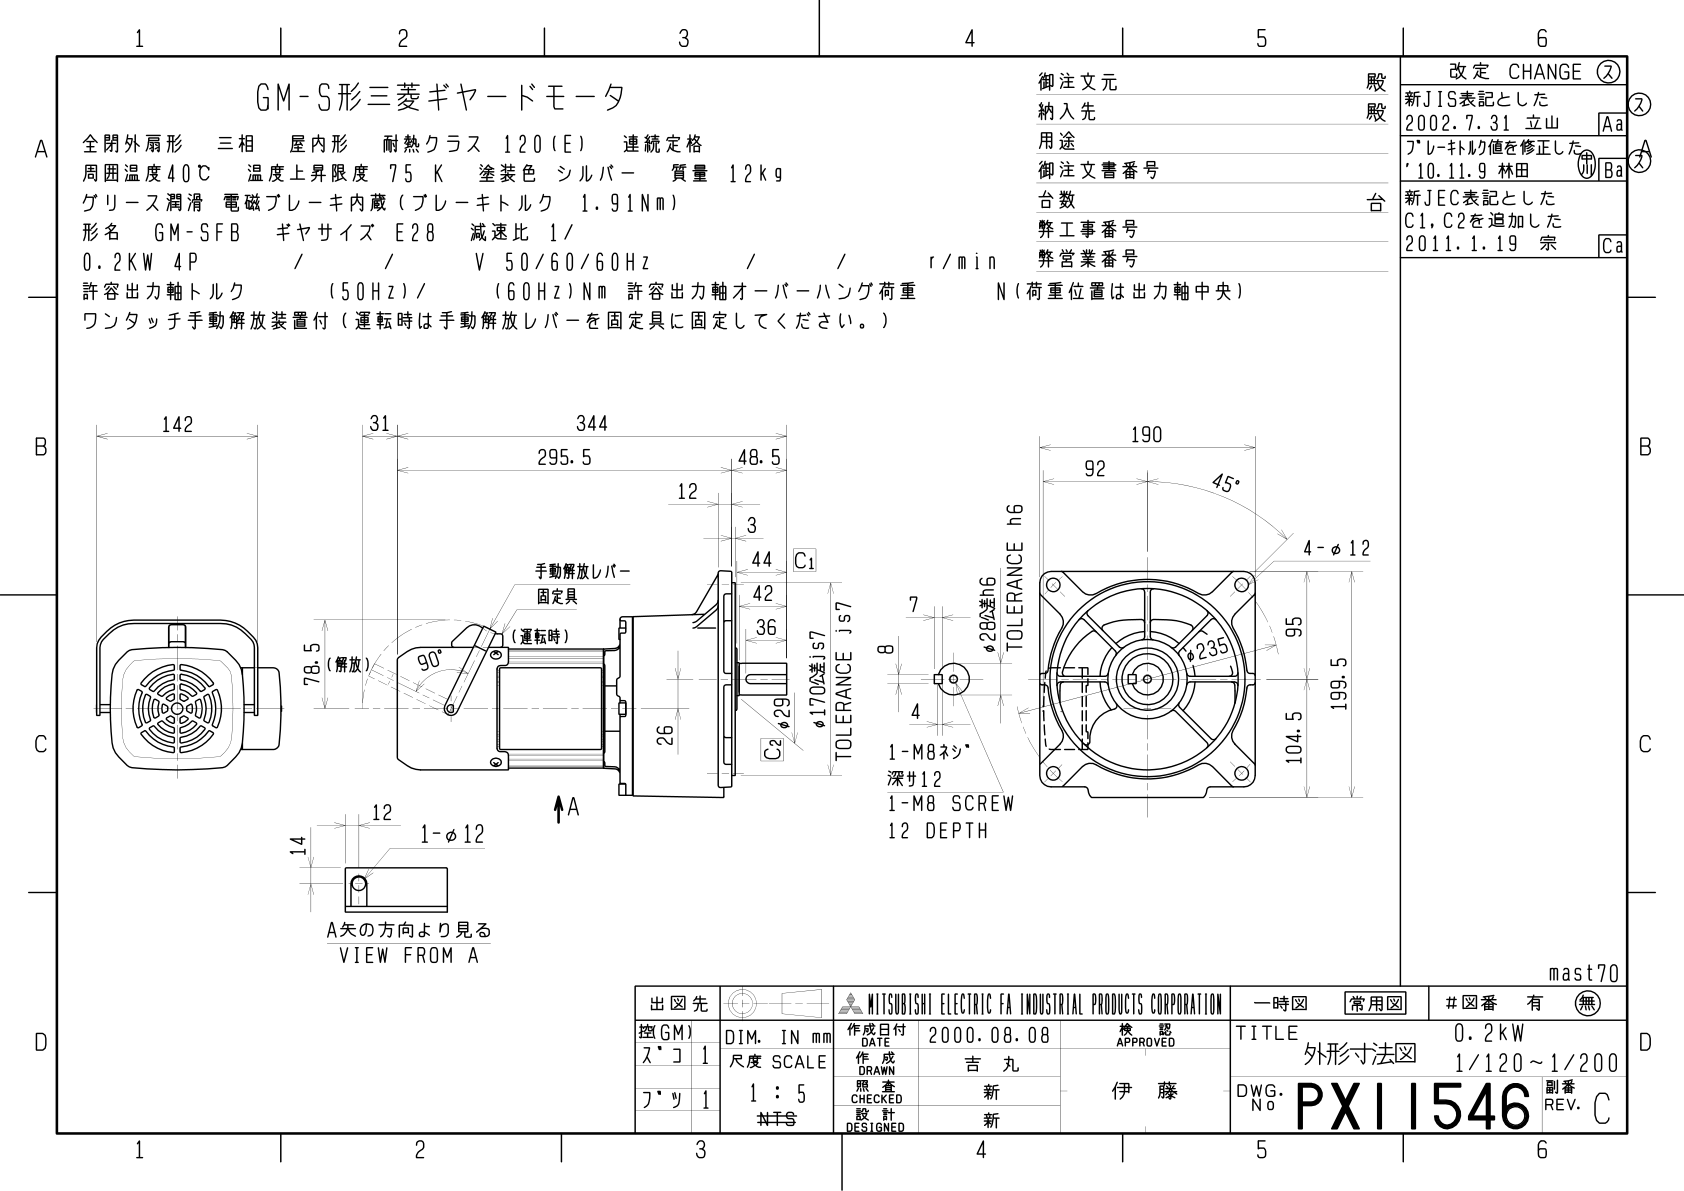 1 2 3 4 5 6
GM-S形三菱ギヤードモータ
全閉外扇形 三相 屋内形 耐熱クラス 120(E) 連続定格
周囲温度40℃ 温度上昇限度 75 K 塗装色 シルバー 質量 12kg
グリース潤滑 電磁ブレーキ内蔵(ブレーキトルク 1.91Nm)
形名 GM-SFB ギヤサイズ E28 減速比 1/
0.2KW 4P / / V 50/60/60Hz / / r/min
許容出力軸トルク (50Hz)/ (60Hz)Nm 許容出力軸オーバーハング荷重 N(荷重位置は出力軸中央)
ワンタッチ手動解放装置付(運転時は手動解放レバーを固定具に固定してください。)
御注文元 殿
納入先 殿
用途
御注文書番号
台数 台
弊工事番号
弊営業番号
改定 CHANGE ス
新JIS表記とした ス
2002.7.31 立山 Aa
ブレーキトルク値を修正した
'10.11.9 林田 中川 Ba ス
新JEC表記とした
C1,C2を追加した
2011.1.19 宗 Ca
A A
B B
C C
D D
142
31
344
295.5
48.5
12
3
44
C1
42
36
手動解放レバー
固定具
(運転時)
(解放)
90°
78.5
26
φ29
C2
φ170公差js7
TOLERANCE js7
A
7
8
4
φ28公差h6
TOLERANCE h6
1-M8ネジ
深サ12
1-M8 SCREW
12 DEPTH
190
92
45°
4-φ12
φ235
95
104.5
199.5
12
14
1-φ12
A矢の方向より見る
VIEW FROM A
mast70
出図先
控(GM)
ズコ 1
ブツ 1
DIM. IN mm
尺度 SCALE
1:5
NTS
MITSUBISHI ELECTRIC FA INDUSTRIAL PRODUCTS CORPORATION
作成日付
DATE
2000.08.08
検 認
APPROVED
作 成
DRAWN
吉 丸
照 査
CHECKED
新
伊 藤
設 計
DESIGNED
新
一時図 常用図 #図番 有 無
TITLE
外形寸法図
0.2kW
1/120~1/200
DWG.
No
PX11546
副番
REV.
C
1 2 3 4 5 6